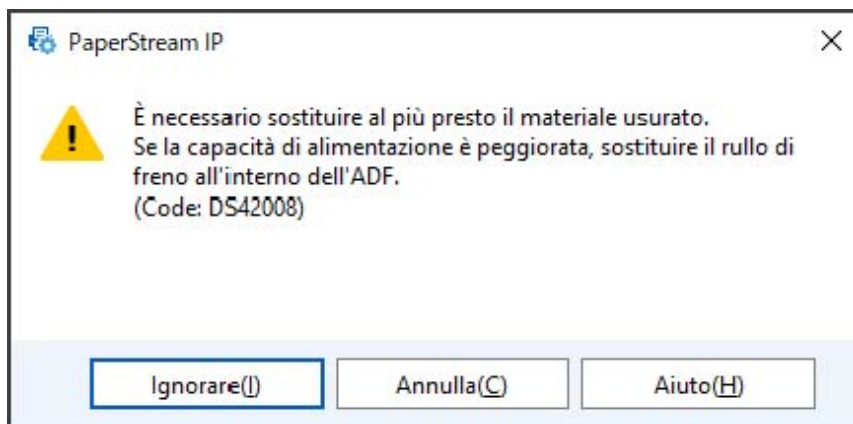 PaperStream IP
È necessario sostituire al più presto il materiale usurato.
Se la capacità di alimentazione è peggiorata, sostituire il rullo di
freno all'interno dell'ADF.
(Code: DS42008)
Ignorare(I)
Annulla(C)
Aiuto(H)